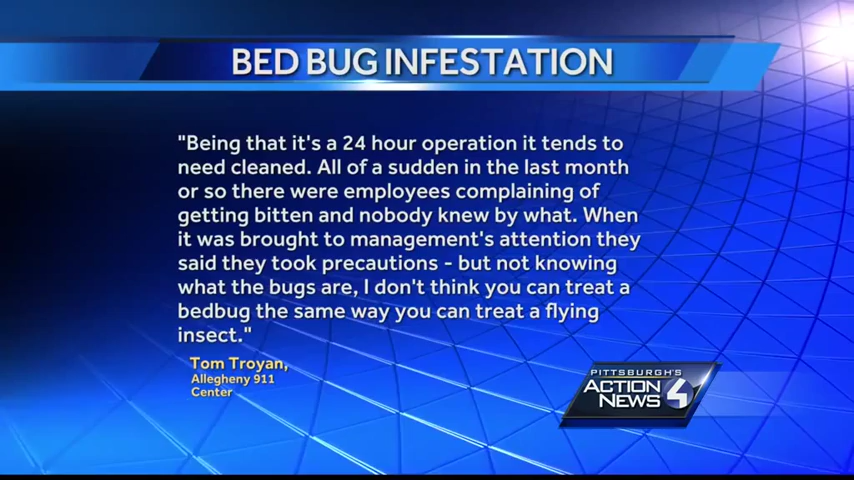 BED BUG INFESTATION
"Being that it's a 24 hour operation it tends to
need cleaned. All of a sudden in the last month
or so there were employees complaining of
getting bitten and nobody knew by what. When
it was brought to management's attention they
said they took precautions - but not knowing
what the bugs are, I don't think you can treat a
bedbug the same way you can treat a flying
insect."
Tom Troyan,
Allegheny 911
Center
PITTSBURGH'S
ACTION
NEWS 4